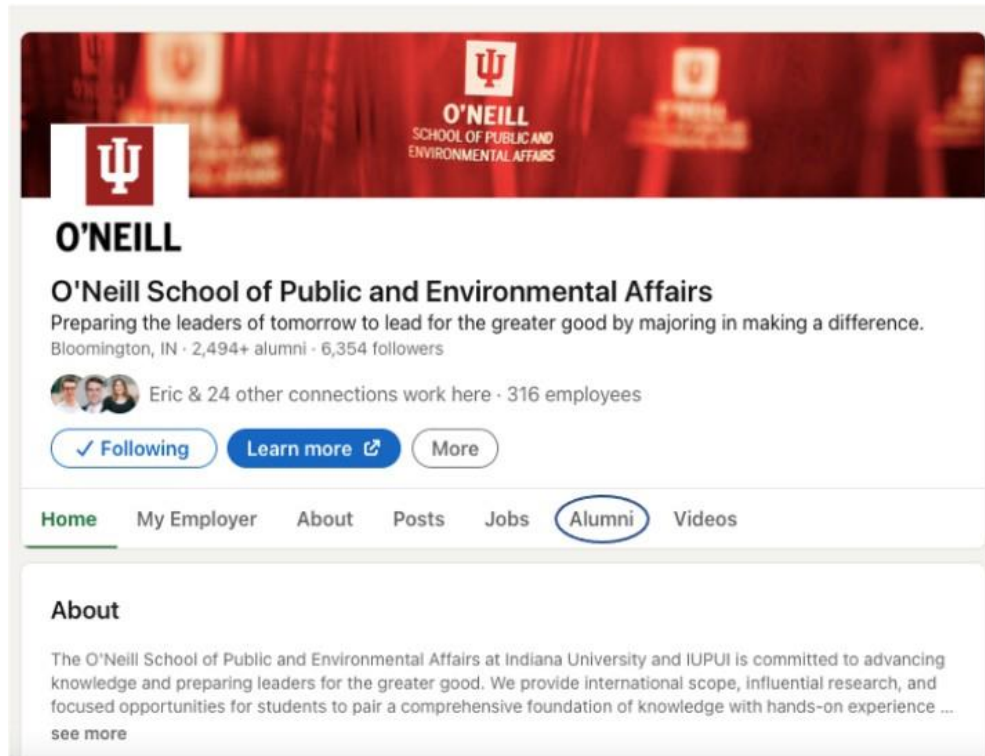 O'NEILL
SCHOOL OF PUBLIC AND
ENVIRONMENTAL AFFAIRS
O'NEILL
O'Neill School of Public and Environmental Affairs
Preparing the leaders of tomorrow to lead for the greater good by majoring in making a difference.
Bloomington, IN · 2,494+ alumni · 6,354 followers
Eric & 24 other connections work here · 316 employees
✓ Following Learn more More
Home My Employer About Posts Jobs Alumni Videos
About
The O'Neill School of Public and Environmental Affairs at Indiana University and IUPUI is committed to advancing
knowledge and preparing leaders for the greater good. We provide international scope, influential research, and
focused opportunities for students to pair a comprehensive foundation of knowledge with hands-on experience ...
see more